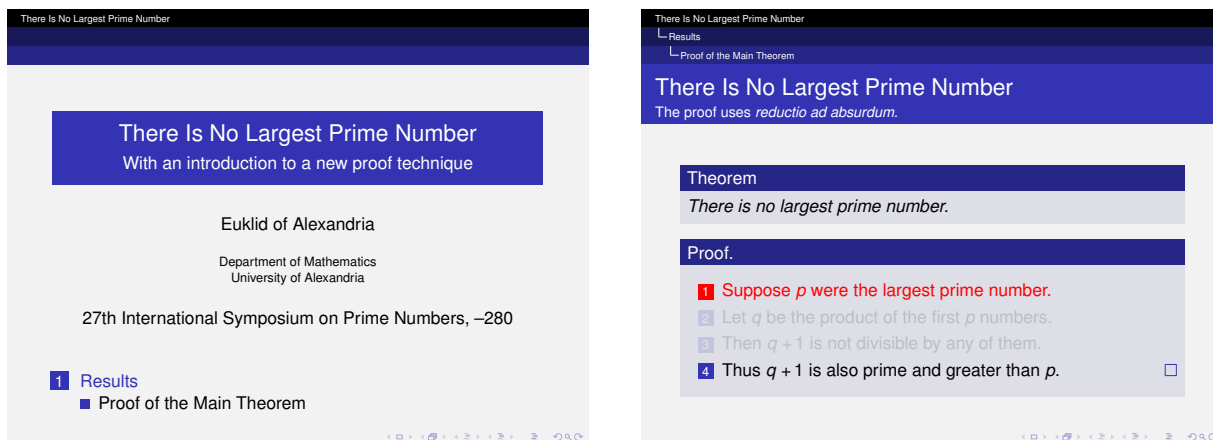 There Is No Largest Prime Number
There Is No Largest Prime Number
With an introduction to a new proof technique
Euklid of Alexandria
Department of Mathematics
University of Alexandria
27th International Symposium on Prime Numbers, –280
1 Results
Proof of the Main Theorem
There Is No Largest Prime Number
Results
Proof of the Main Theorem
There Is No Largest Prime Number
The proof uses reductio ad absurdum.
Theorem
There is no largest prime number.
Proof.
1 Suppose p were the largest prime number.
2 Let q be the product of the first p numbers.
3 Then q + 1 is not divisible by any of them.
4 Thus q + 1 is also prime and greater than p. □